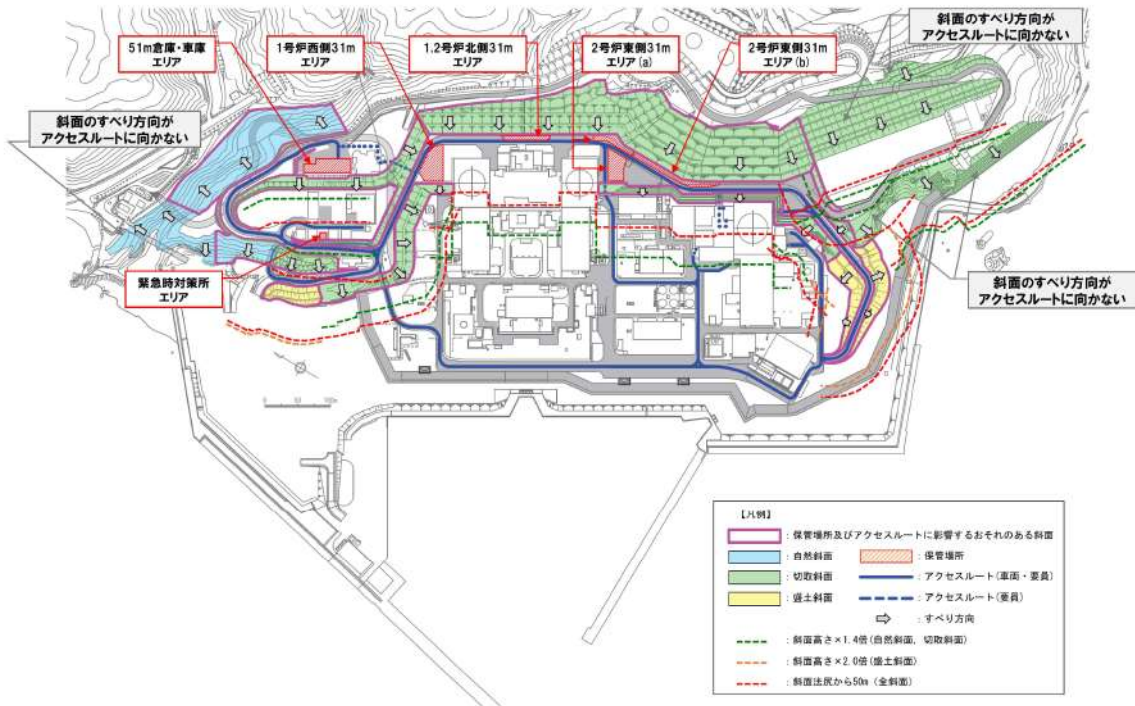 斜面のすべり方向が
アクセスルートに向かない
51m倉庫・車庫
エリア
1号炉西側31m
エリア
1,2号炉北側31m
エリア
2号炉東側31m
エリア(a)
2号炉東側31m
エリア(b)
斜面のすべり方向が
アクセスルートに向かない
緊急時対策所
エリア
斜面のすべり方向が
アクセスルートに向かない
【凡例】
：保管場所及びアクセスルートに影響するおそれのある斜面
：自然斜面
：保管場所
：切取斜面
：アクセスルート(車両・要員)
：盛土斜面
：アクセスルート(要員)
：すべり方向
：斜面高さ×1.4倍(自然斜面，切取斜面)
：斜面高さ×2.0倍(盛土斜面)
：斜面法尻から50m（全斜面）